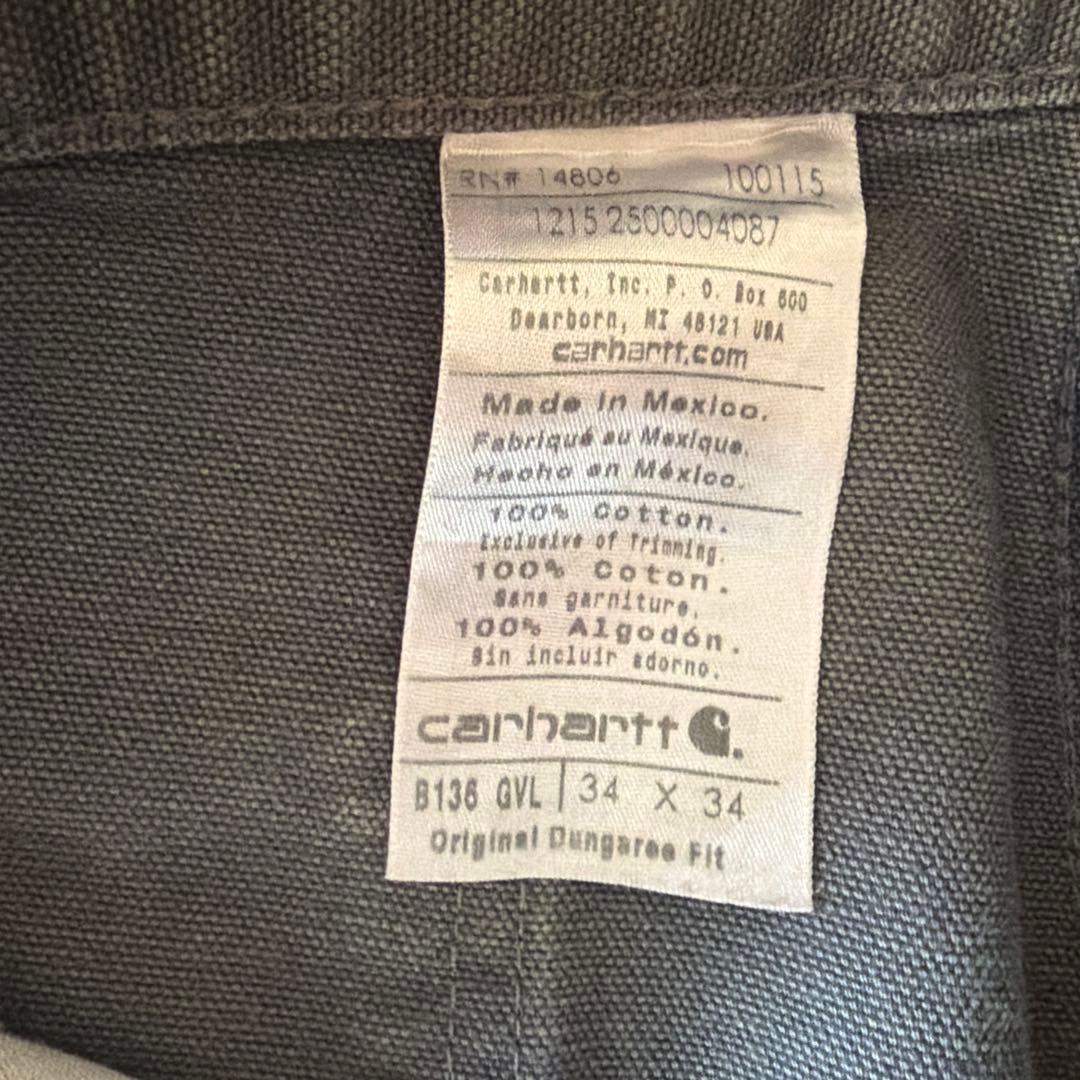 RN# 14806 100115
1215 2500004087
Carhartt, Inc. P. O. Box 600
Dearborn, MI 48121 USA
carhartt.com
Made in Mexico.
Fabriqué au Mexique.
Hecho en México.
100% Cotton.
Exclusive of Trimming.
100% Coton.
Sans garniture.
100% Algodón.
Sin incluir adorno.
carhartt
B136 GVL | 34 X 34
Original Dungaree Fit